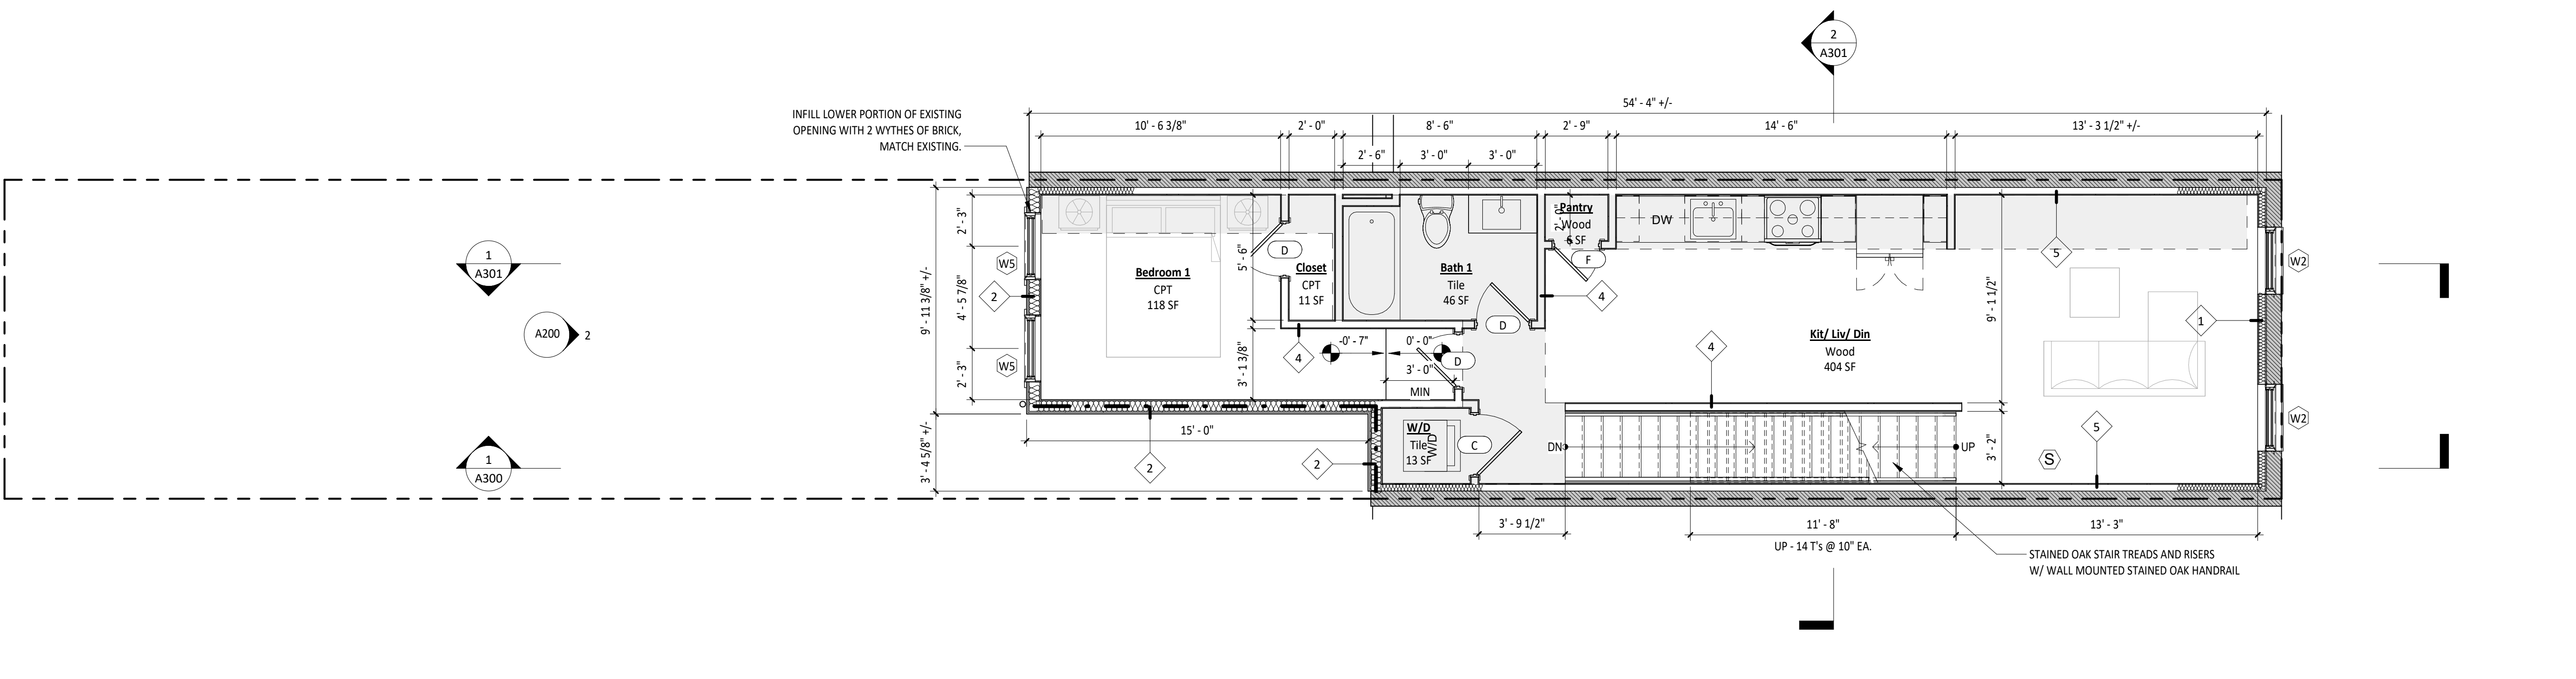 2
A301
54' - 4" +/-
INFILL LOWER PORTION OF EXISTING
OPENING WITH 2 WYTHES OF BRICK,
MATCH EXISTING.
10' - 6 3/8"
2' - 0"
8' - 6"
2' - 9"
14' - 6"
13' - 3 1/2" +/-
2' - 6"
3' - 0"
3' - 0"
2' - 3"
4' - 5 7/8"
2' - 3"
9' - 11 3/8" +/-
3' - 4 5/8" +/-
1
A301
A200
2
1
A300
W5
W5
2
Bedroom 1
CPT
118 SF
D
5' - 6"
Closet
CPT
11 SF
Bath 1
Tile
46 SF
D
Pantry
Wood
6 SF
2' - 0"
F
4
DW
Kit/ Liv/ Din
Wood
404 SF
9' - 1 1/2"
5
W2
1
W2
3' - 1 3/8"
4
-0' - 7"
0' - 0"
D
3' - 0"
MIN
4
15' - 0"
2
2
W/D
Tile
13 SF
W/D
C
DN
UP
3' - 2"
S
5
3' - 9 1/2"
11' - 8"
13' - 3"
UP - 14 T's @ 10" EA.
STAINED OAK STAIR TREADS AND RISERS
W/ WALL MOUNTED STAINED OAK HANDRAIL